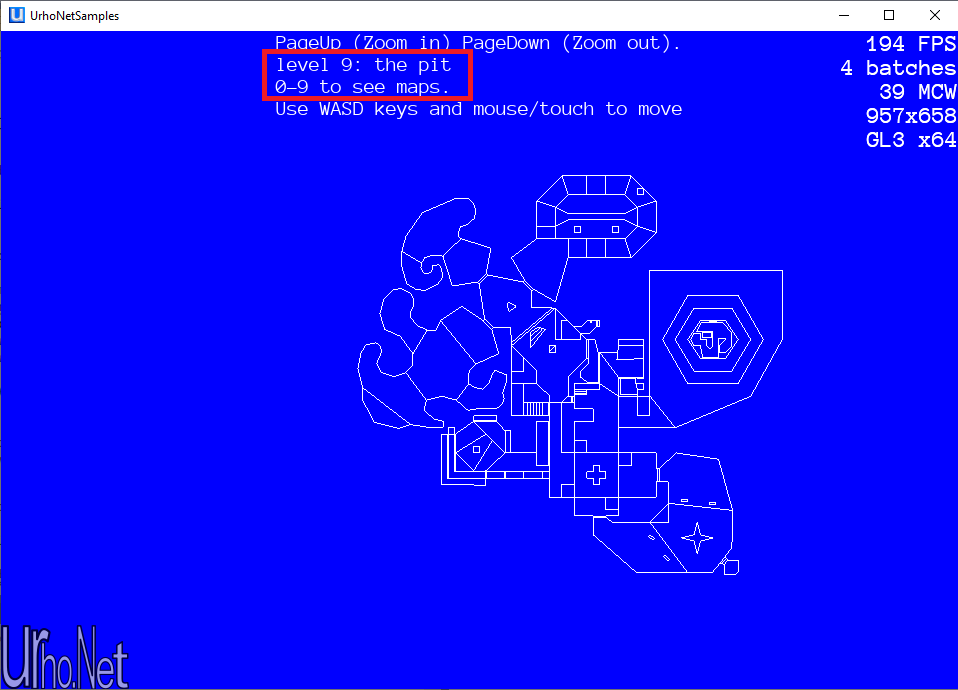 UrhoNetSamples
PageUp (Zoom in) PageDown (Zoom out).
level 9: the pit
0-9 to see maps.
Use WASD keys and mouse/touch to move
194 FPS
4 batches
39 MCW
957x658
GL3 x64
Urho.Net